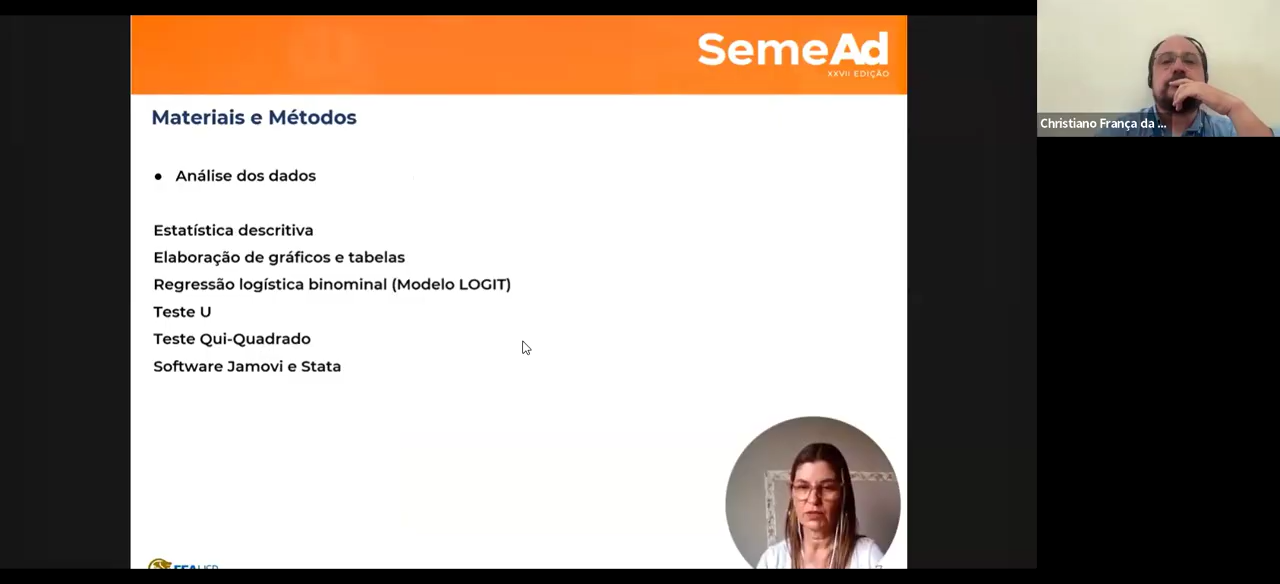 SemeAd
XXVII EDIÇÃO
Materiais e Métodos
● Análise dos dados
Estatística descritiva
Elaboração de gráficos e tabelas
Regressão logística binominal (Modelo LOGIT)
Teste U
Teste Qui-Quadrado
Software Jamovi e Stata
Christiano França da ...